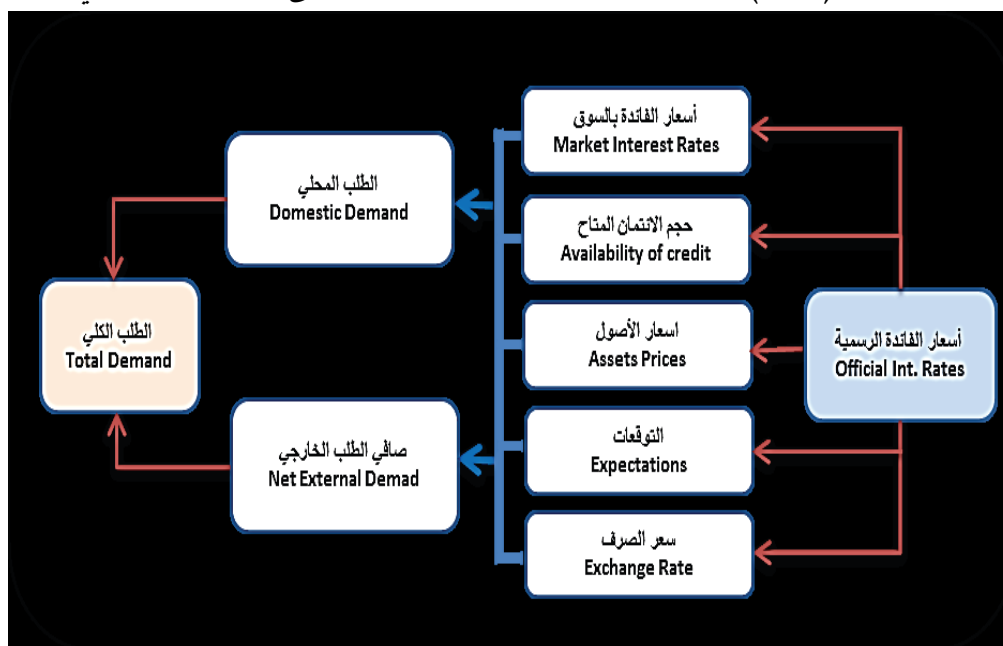 أسعار الفائدة الرسمية
Official Int. Rates
أسعار الفائدة بالسوق
Market Interest Rates
حجم الائتمان المتاح
Availability of credit
اسعار الأصول
Assets Prices
التوقعات
Expectations
سعر الصرف
Exchange Rate
الطلب المحلي
Domestic Demand
صافي الطلب الخارجي
Net External Demad
الطلب الكلي
Total Demand